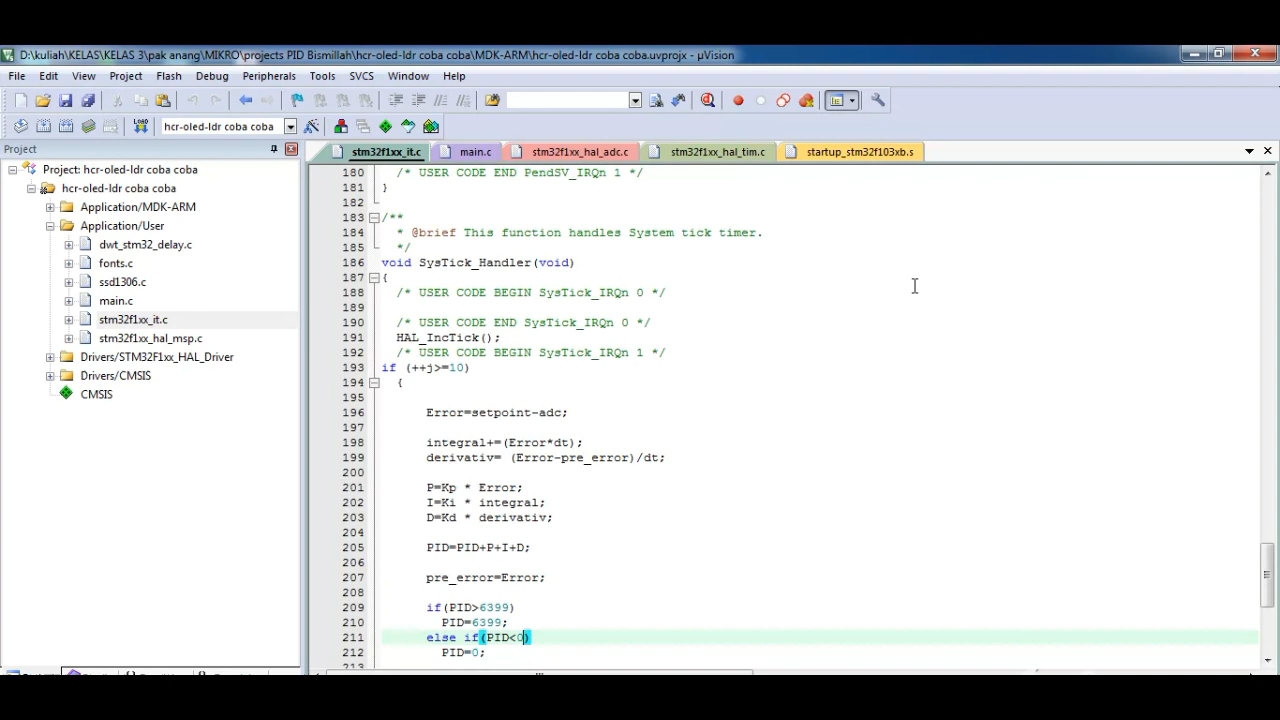 D:\kuliah\KELAS\KELAS 3\pak anang\MIKRO\projects PID Bismillah\hcr-oled-ldr coba coba\MDK-ARM\hcr-oled-ldr coba coba.uvprojx - µVision
File Edit View Project Flash Debug Peripherals Tools SVCS Window Help
LOAD hcr-oled-ldr coba coba
Project
stm32f1xx_it.c main.c stm32f1xx_hal_adc.c stm32f1xx_hal_tim.c startup_stm32f103xb.s
Project: hcr-oled-ldr coba coba
hcr-oled-ldr coba coba
Application/MDK-ARM
Application/User
dwt_stm32_delay.c
fonts.c
ssd1306.c
main.c
stm32f1xx_it.c
stm32f1xx_hal_msp.c
Drivers/STM32F1xx_HAL_Driver
Drivers/CMSIS
CMSIS
180 /* USER CODE END PendSV_IRQn 1 */
181 }
182
183 /**
184 * @brief This function handles System tick timer.
185 */
186 void SysTick_Handler(void)
187 {
188 /* USER CODE BEGIN SysTick_IRQn 0 */
189
190 /* USER CODE END SysTick_IRQn 0 */
191 HAL_IncTick();
192 /* USER CODE BEGIN SysTick_IRQn 1 */
193 if (++j>=10)
194 {
195
196 Error=setpoint-adc;
197
198 integral+=(Error*dt);
199 derivativ= (Error-pre_error)/dt;
200
201 P=Kp * Error;
202 I=Ki * integral;
203 D=Kd * derivativ;
204
205 PID=PID+P+I+D;
206
207 pre_error=Error;
208
209 if(PID>6399)
210 PID=6399;
211 else if(PID<0)
212 PID=0;
213